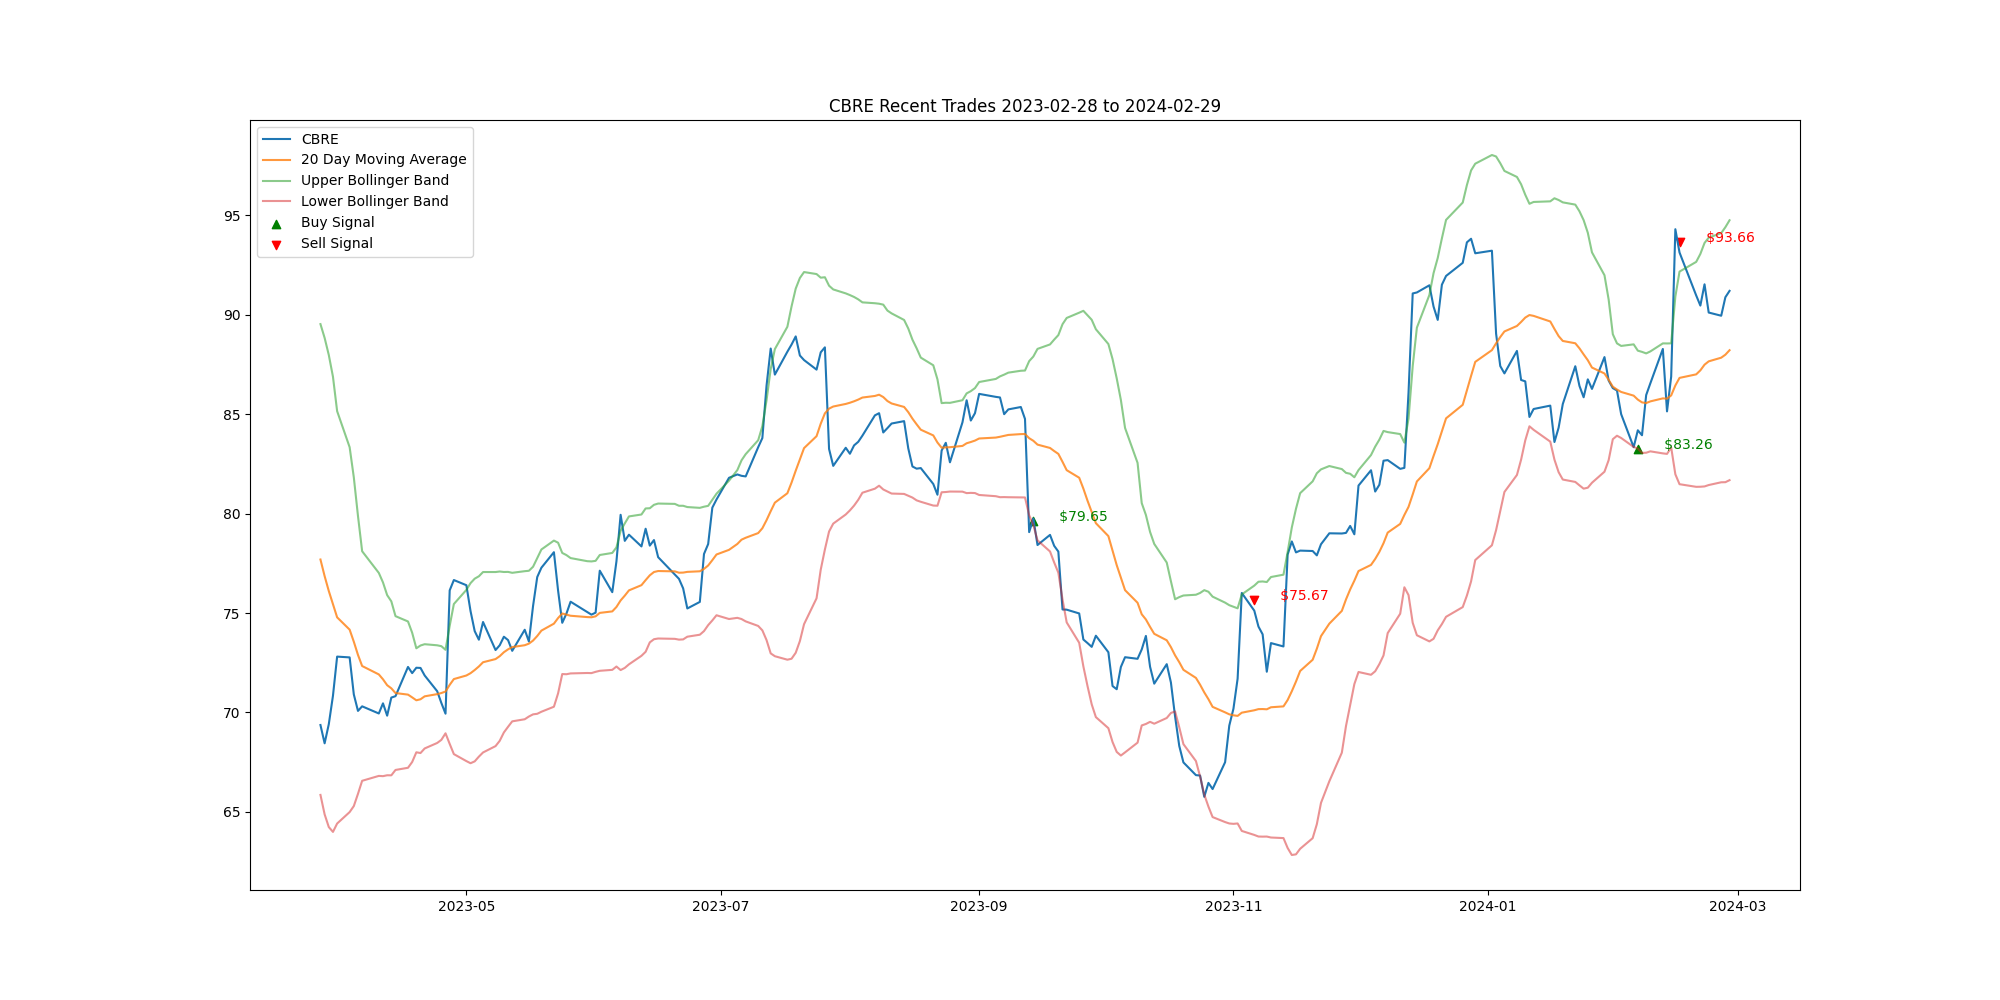 CBRE Recent Trades 2023-02-28 to 2024-02-29
CBRE
20 Day Moving Average
Upper Bollinger Band
Lower Bollinger Band
Buy Signal
Sell Signal
95
90
85
80
75
70
65
$93.66
$83.26
$79.65
$75.67
2023-05
2023-07
2023-09
2023-11
2024-01
2024-03